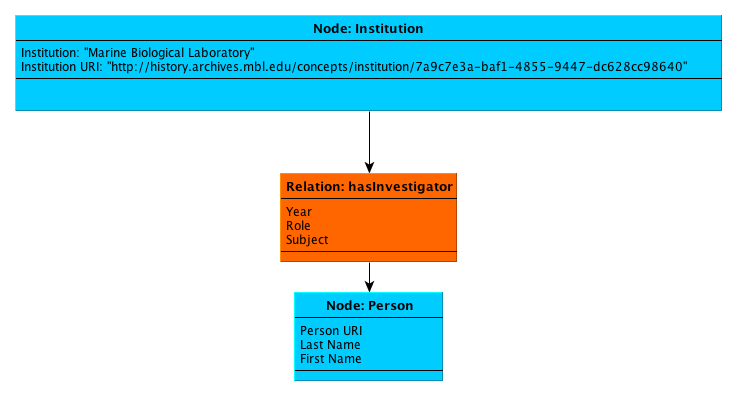 Node: Institution
Institution: "Marine Biological Laboratory"
Institution URI: "http://history.archives.mbl.edu/concepts/institution/7a9c7e3a-baf1-4855-9447-dc628cc98640"
Relation: hasInvestigator
Year
Role
Subject
Node: Person
Person URI
Last Name
First Name